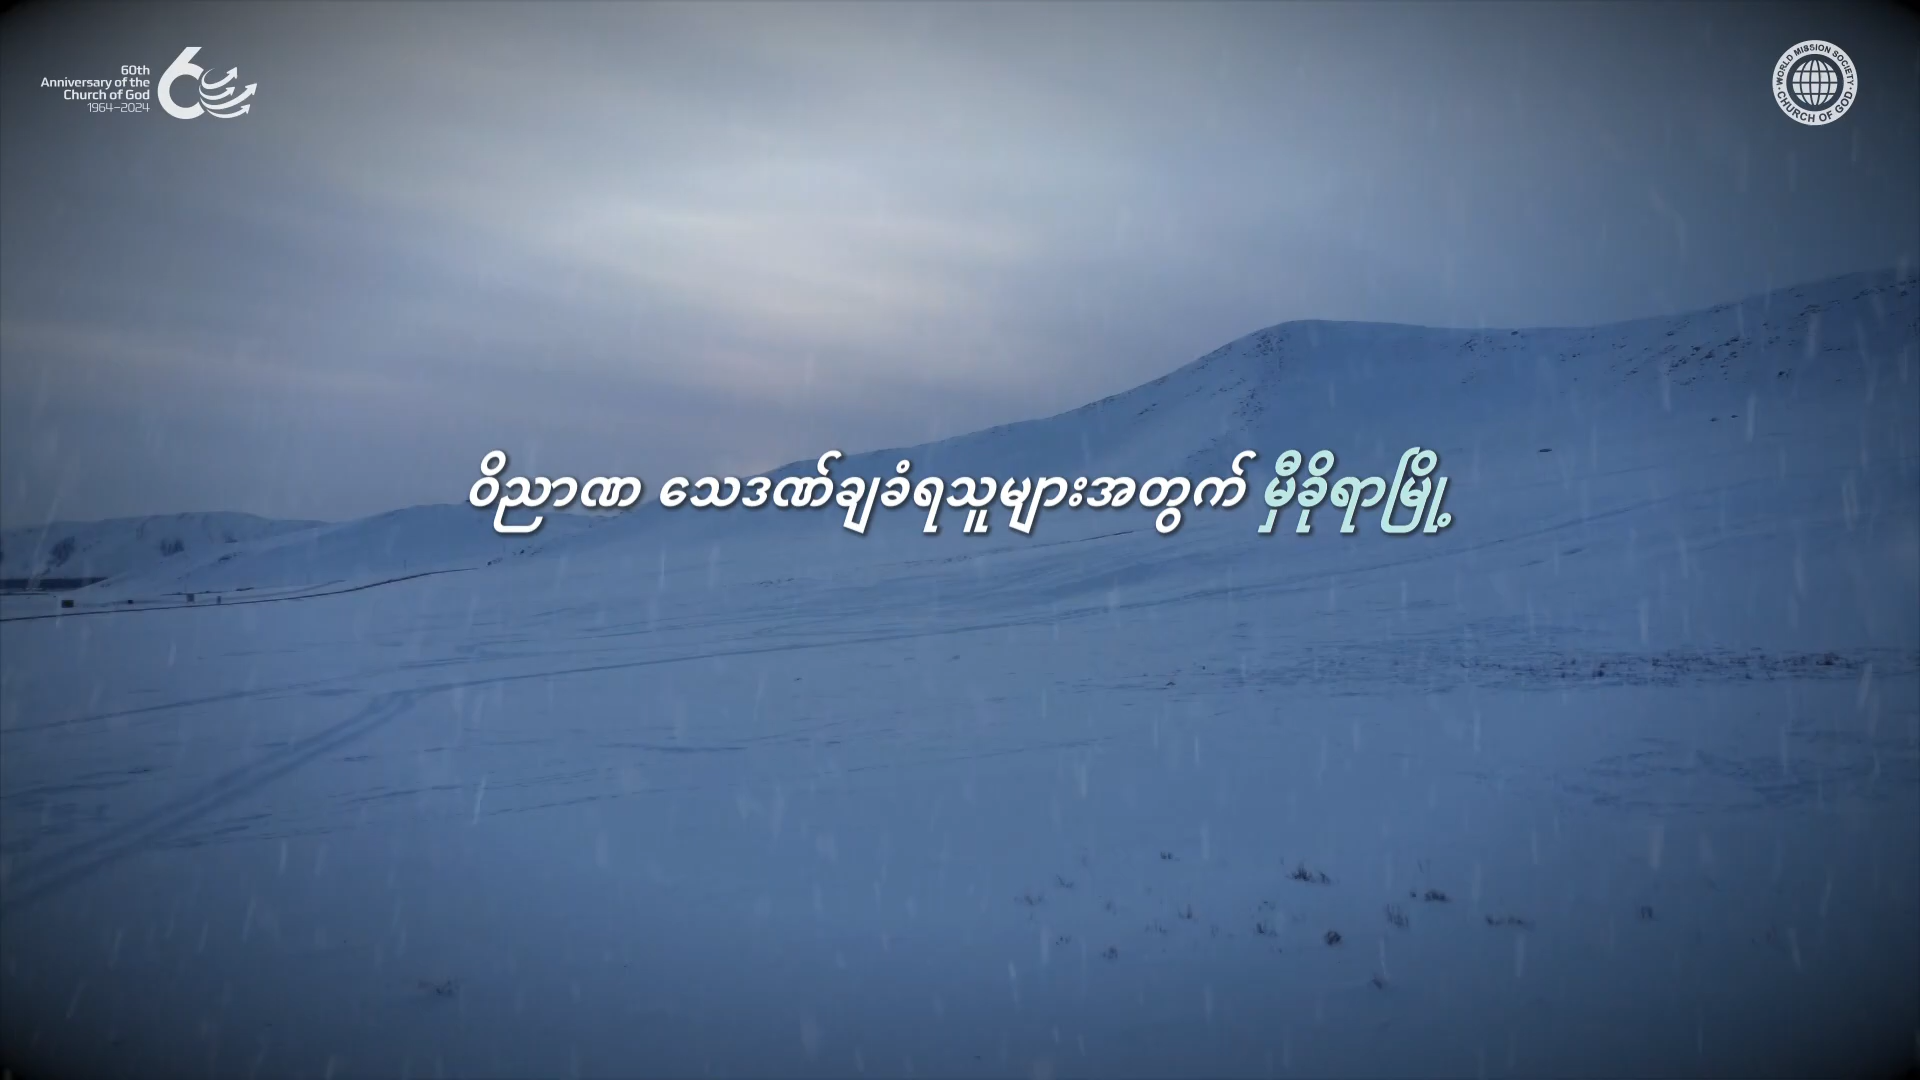 60th
Anniversary of the
Church of God
1964–2024
WORLD MISSION SOCIETY
CHURCH OF GOD
ဝိညာဏ သေဒဏ်ချခံရသူများအတွက် မှီခိုရာမြို့